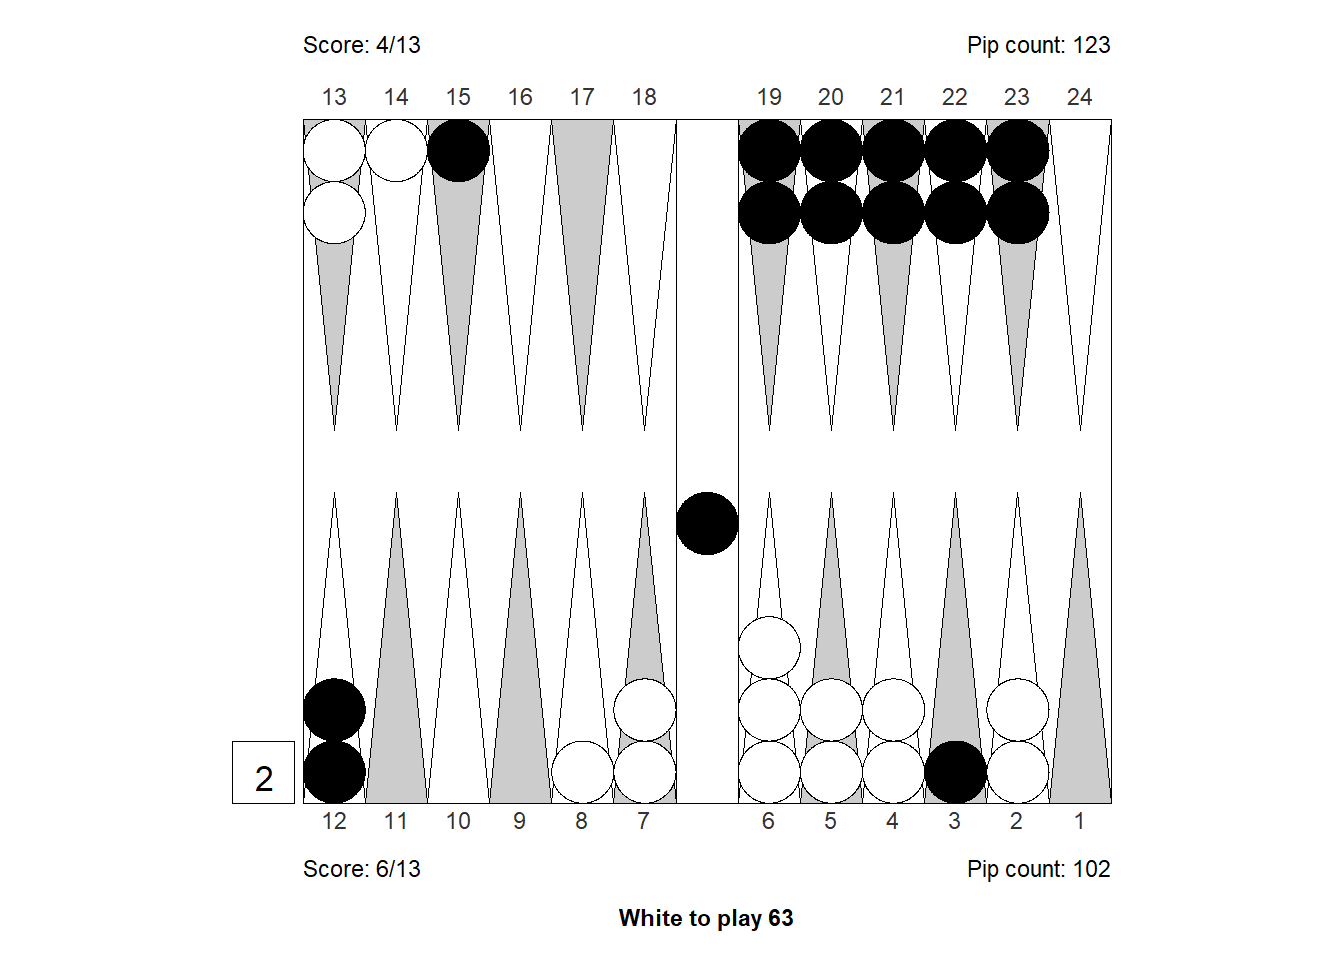 Score: 4/13 Pip count: 123
13 14 15 16 17 18 19 20 21 22 23 24
2
12 11 10 9 8 7 6 5 4 3 2 1
Score: 6/13 Pip count: 102
White to play 63